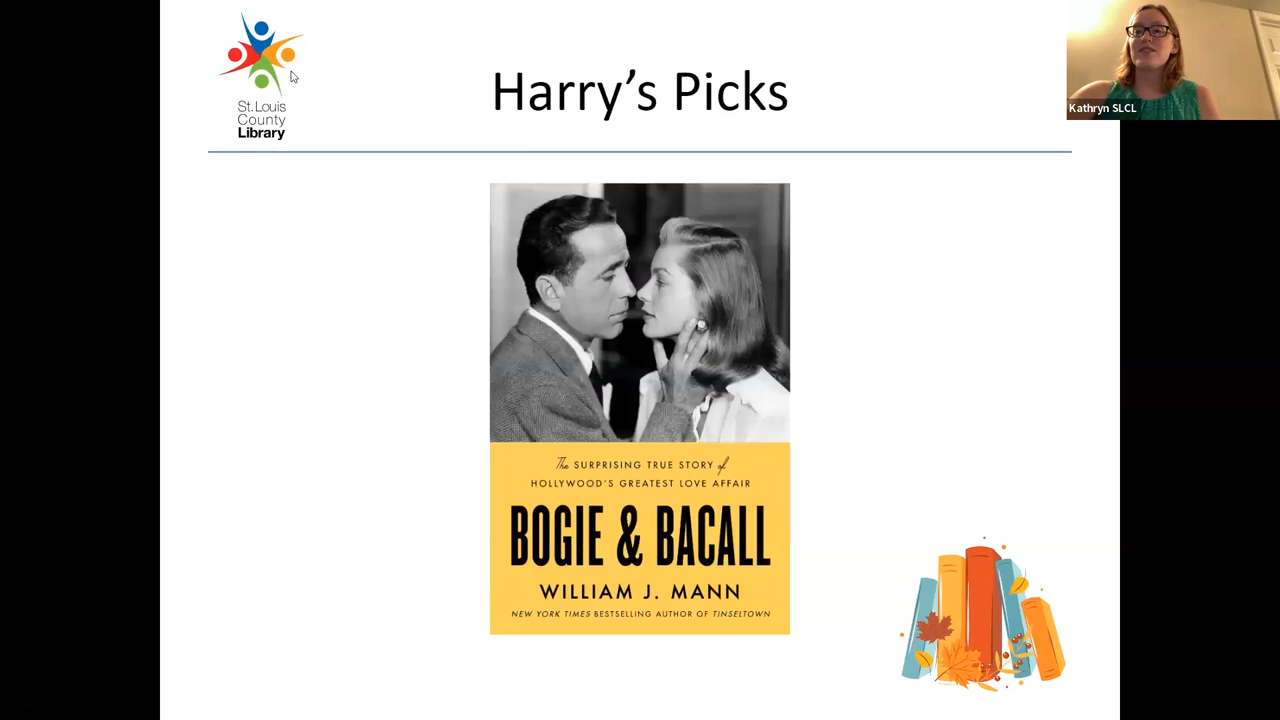 St. Louis
County
Library
Harry's Picks
Kathryn SLCL
The SURPRISING TRUE STORY of
HOLLYWOOD'S GREATEST LOVE AFFAIR
BOGIE & BACALL
WILLIAM J. MANN
NEW YORK TIMES BESTSELLING AUTHOR OF TINSELTOWN